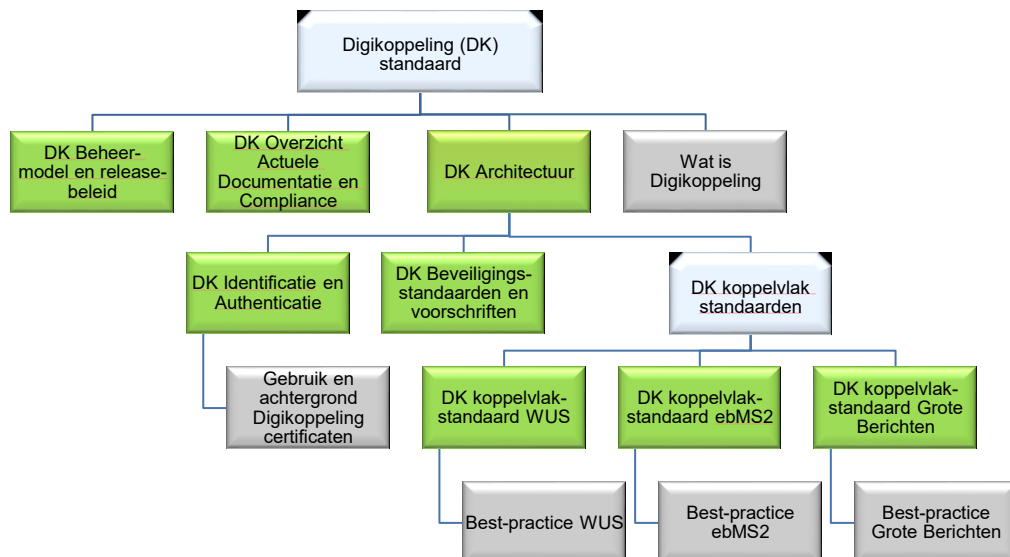 Digikoppeling (DK)
standaard
DK Beheer-
model en release-
beleid
DK Overzicht
Actuele
Documentatie en
Compliance
DK Architectuur
Wat is
Digikoppeling
DK Identificatie en
Authenticatie
DK Beveiligings-
standaarden en
voorschriften
DK koppelvlak
standaarden
Gebruik en
achtergrond
Digikoppeling
certificaten
DK koppelvlak-
standaard WUS
DK koppelvlak-
standaard ebMS2
DK koppelvlak-
standaard Grote
Berichten
Best-practice WUS
Best-practice
ebMS2
Best-practice
Grote Berichten